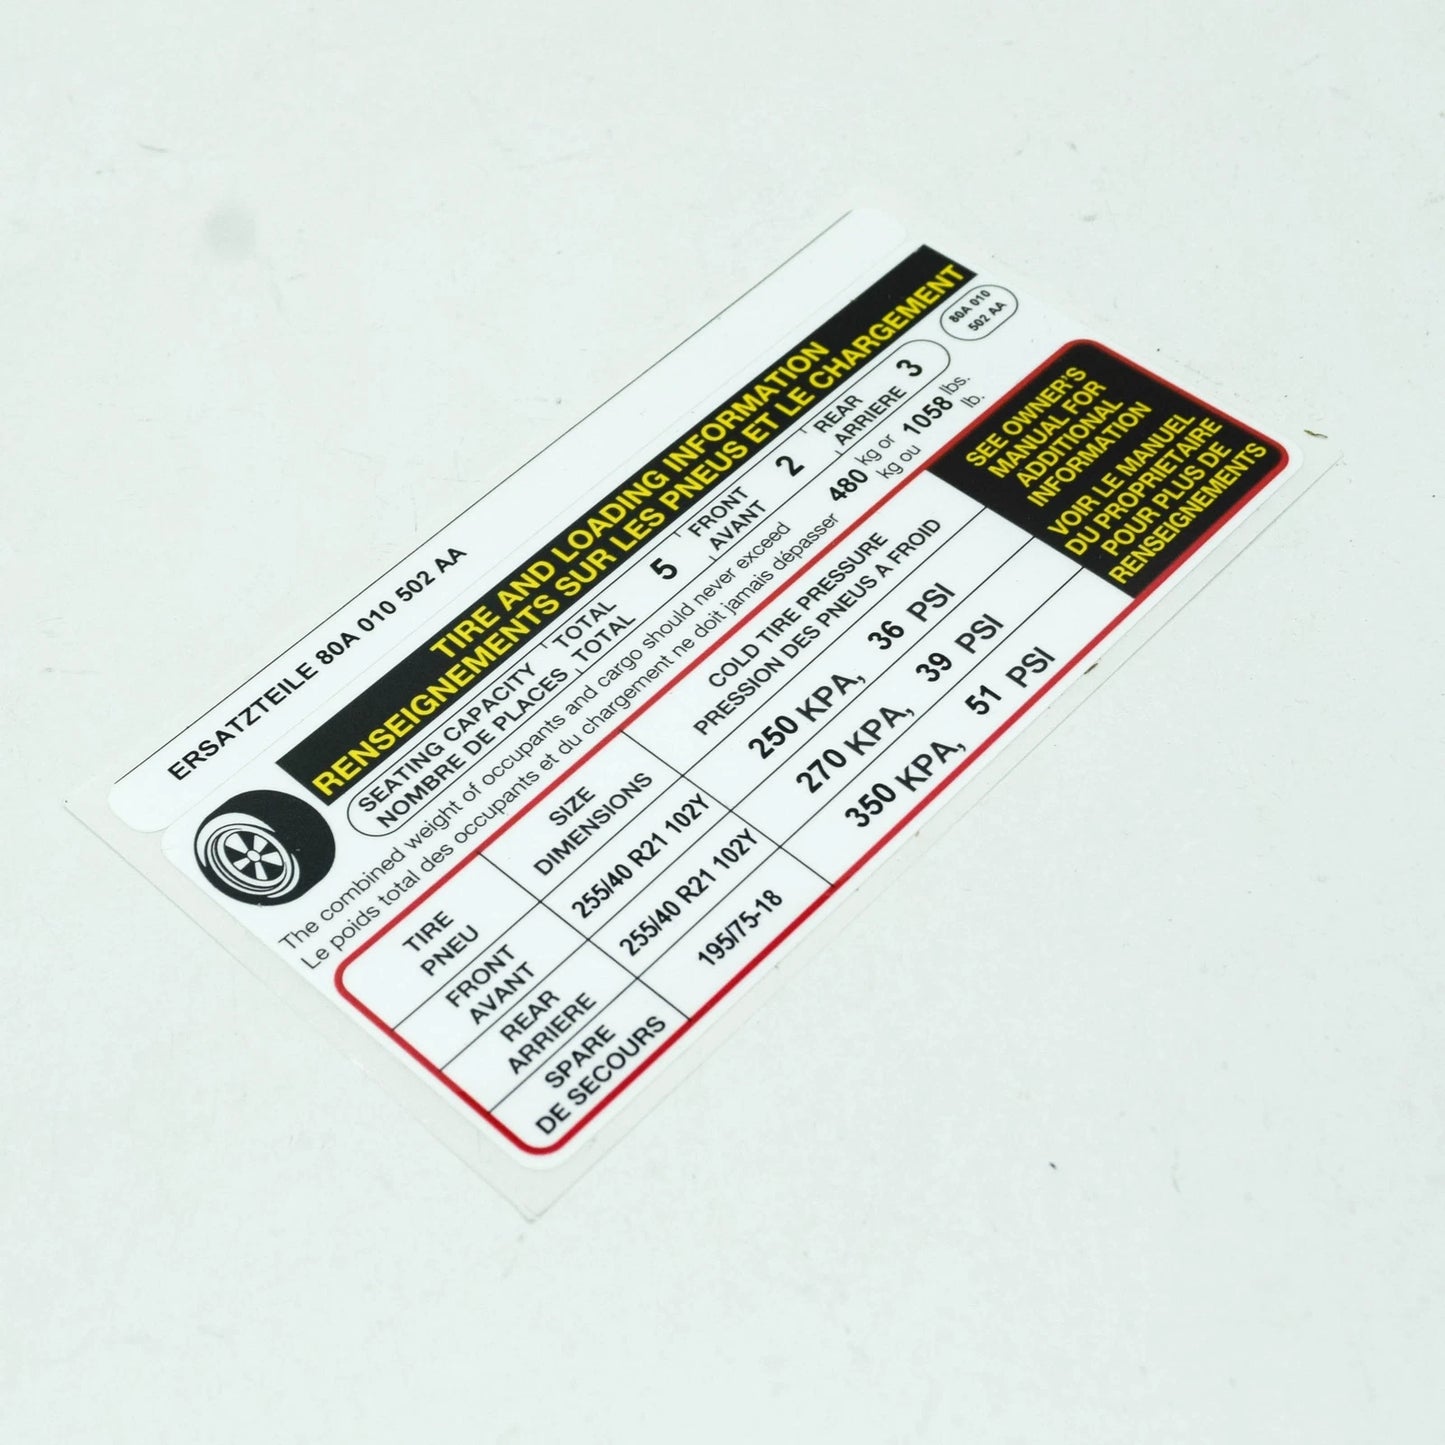 ERSATZTEILE 80A 010 502 AA
TIRE AND LOADING INFORMATION
RENSEIGNEMENTS SUR LES PNEUS ET LE CHARGEMENT
80A 010
502 AA
SEATING CAPACITY TOTAL 5 FRONT 2 REAR 3
NOMBRE DE PLACES TOTAL AVANT ARRIERE
The combined weight of occupants and cargo should never exceed 480 kg or 1058 lbs.
Le poids total des occupants et du chargement ne doit jamais dépasser kg ou lb.
TIRE SIZE COLD TIRE PRESSURE
PNEU DIMENSIONS PRESSION DES PNEUS A FROID
FRONT 255/40 R21 102Y 250 KPA, 36 PSI
AVANT
REAR 255/40 R21 102Y 270 KPA, 39 PSI
ARRIERE
SPARE 195/75-18 350 KPA, 51 PSI
DE SECOURS
SEE OWNER'S
MANUAL FOR
ADDITIONAL
INFORMATION
VOIR LE MANUEL
DU PROPRIETAIRE
POUR PLUS DE
RENSEIGNEMENTS